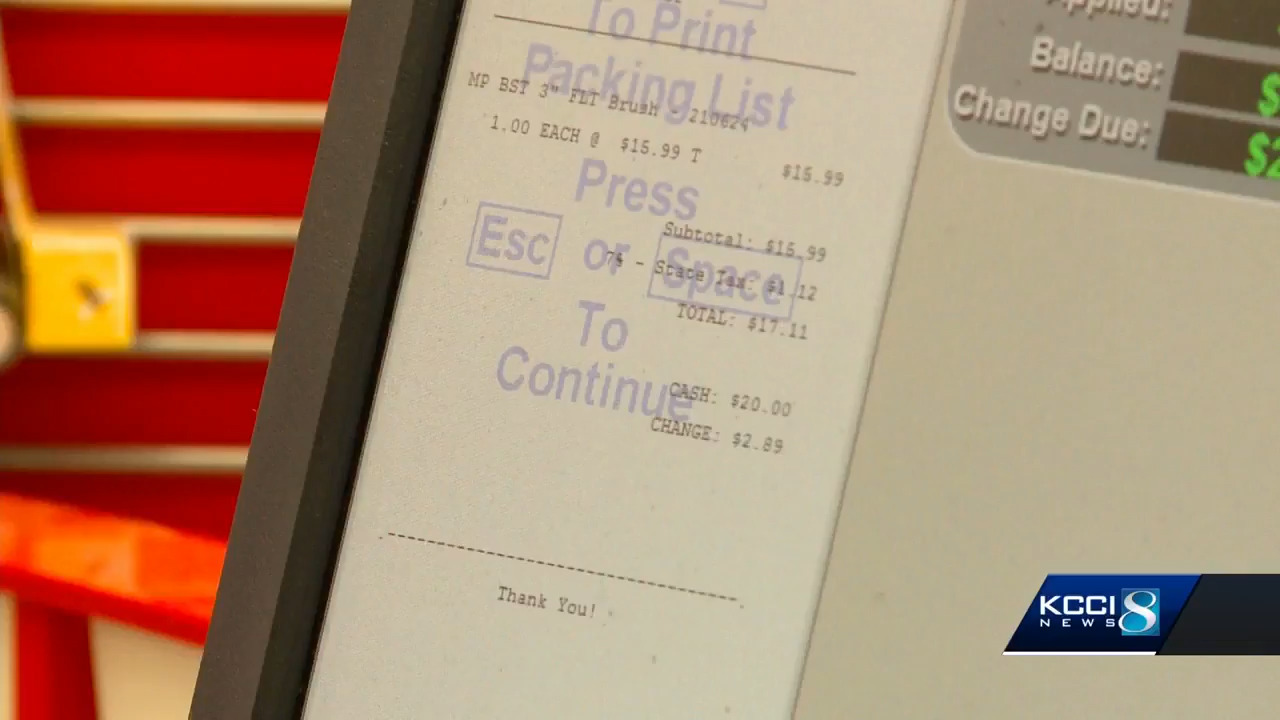 To Print
Packing List
MP BST 3" FLT Brush - 210624
1.00 EACH @ $15.99 T $15.99
Press
Esc or Space
To
Continue
Subtotal: $15.99
7% - State Tax: $1.12
TOTAL: $17.11
CASH: $20.00
CHANGE: $2.89
Thank You!
Applied:
Balance: $
Change Due: $2
KCCI 8
NEWS